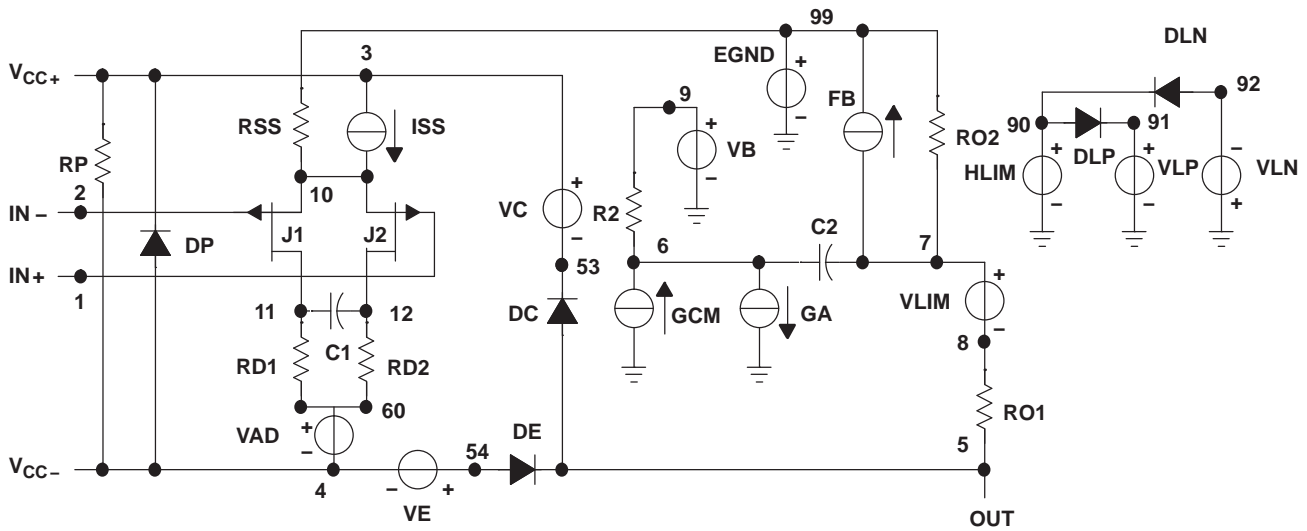 99
3
EGND
+
−
DLN
V_CC+
RSS
ISS
9
VB
+
−
FB
RO2
90
91
92
DLP
HLIM
+
−
VLP
+
−
VLN
−
+
RP
2
IN −
10
J1
J2
VC
+
−
R2
C2
6
7
DP
IN+
1
53
11
12
C1
DC
GCM
GA
VLIM
+
−
8
RD1
RD2
60
VAD
+
−
RO1
54
DE
5
V_CC−
4
−
+
VE
OUT